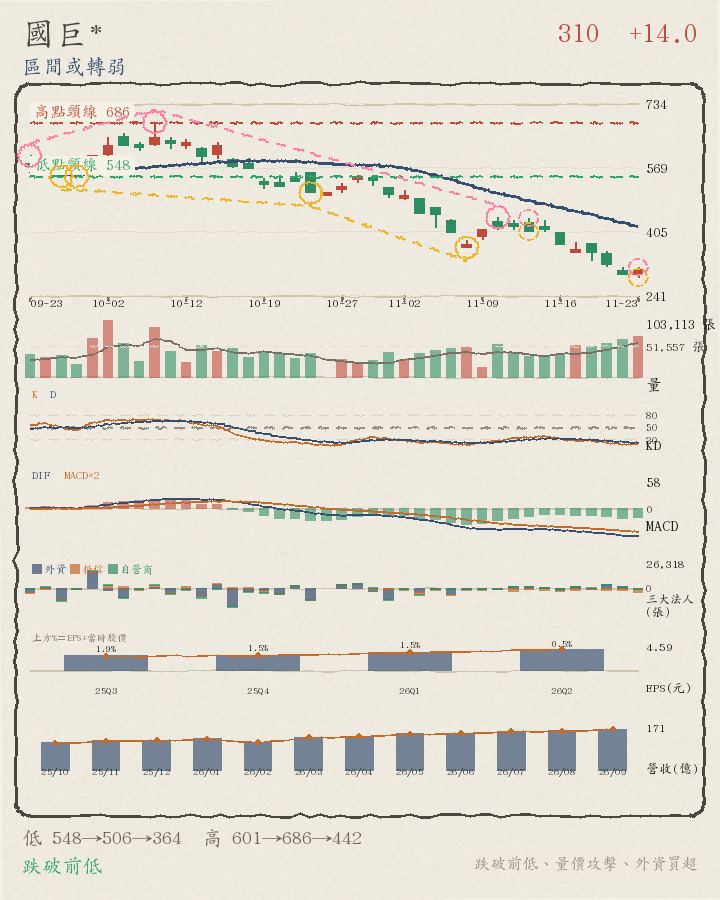 國巨* 310 +14.0
區間或轉弱
高點頸線 686
低點頸線 548
734
569
405
241
09-23 10-02 10-12 10-19 10-27 11-02 11-09 11-16 11-23
103,113 張
51,557 張
量
K D
80
50
20
KD
DIF MACD×2
58
0
MACD
外資 投信 自營商
26,318
0
三大法人
(張)
上方%=EPS÷當時股價
1.9% 1.5% 1.5% 0.5%
4.59
25Q3 25Q4 26Q1 26Q2
EPS(元)
171
25/10 25/11 25/12 26/01 26/02 26/03 26/04 26/05 26/06 26/07 26/08 26/09
營收(億)
低 548→506→364 高 601→686→442
跌破前低
跌破前低、量價攻擊、外資買超